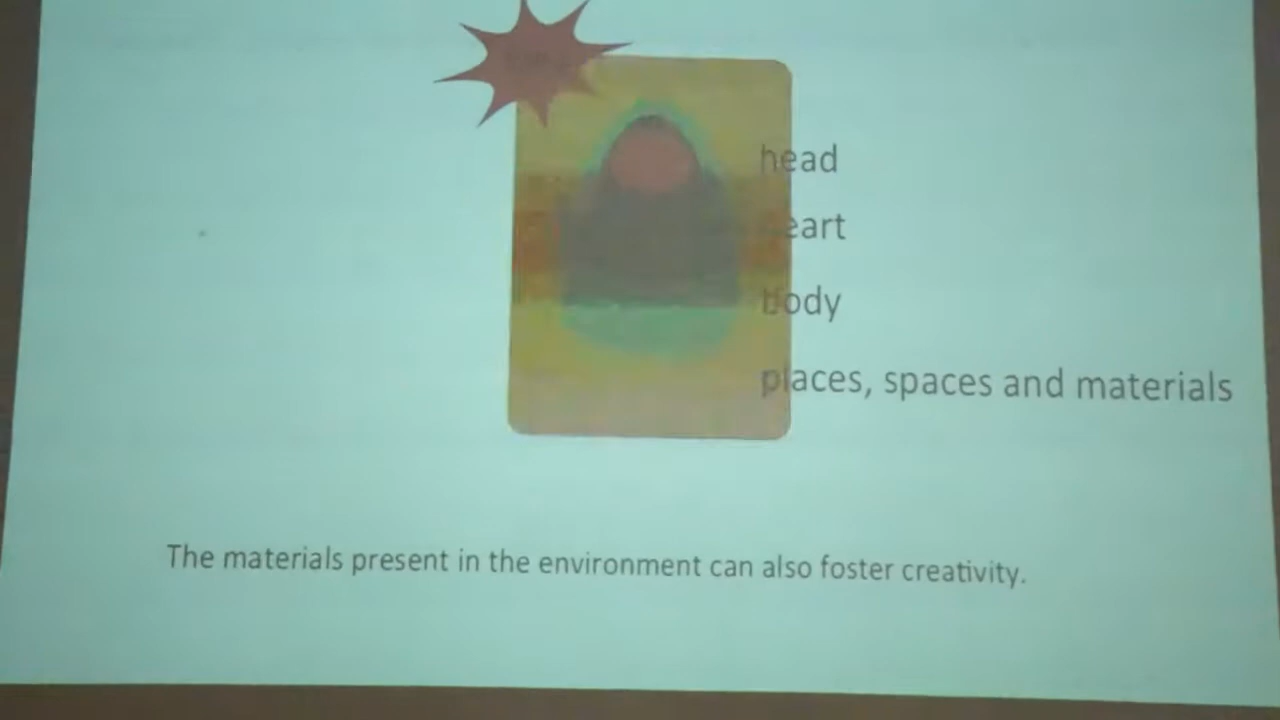 head
heart
body
places, spaces and materials
The materials present in the environment can also foster creativity.